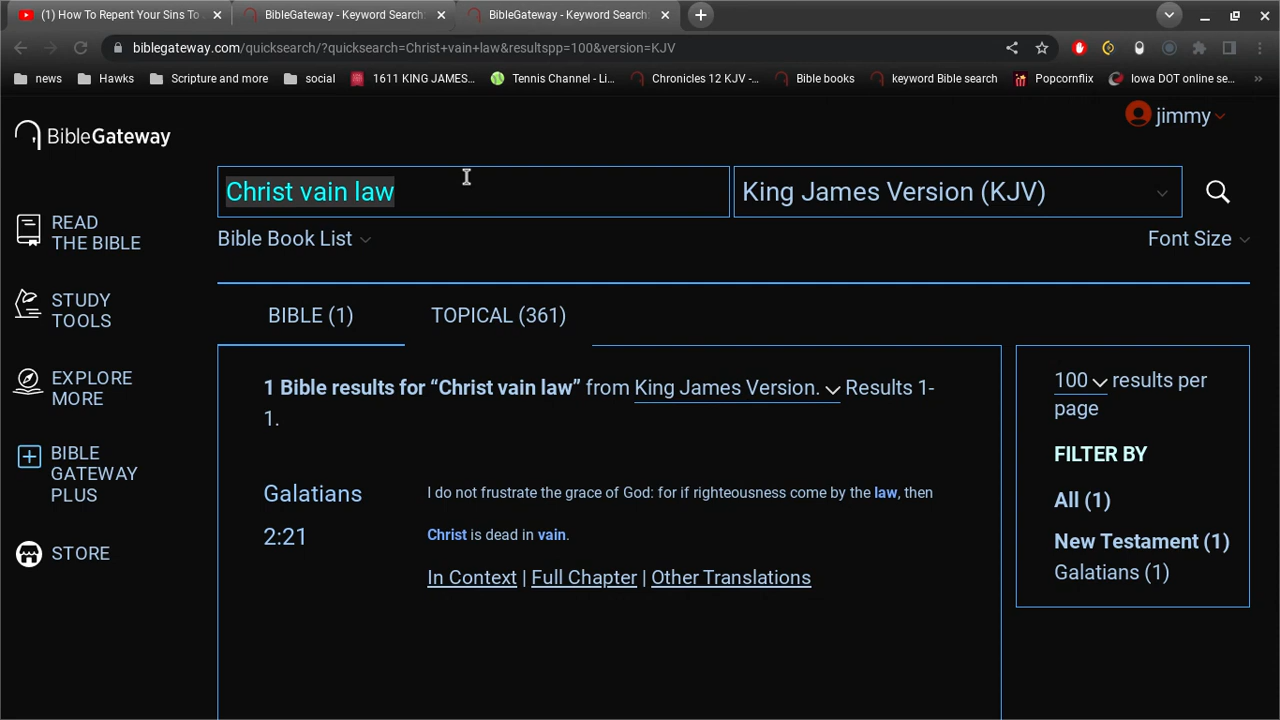 (1) How To Repent Your Sins To
BibleGateway - Keyword Search:
BibleGateway - Keyword Search:
biblegateway.com/quicksearch/?quicksearch=Christ+vain+law&resultspp=100&version=KJV
news Hawks Scripture and more social 1611 KING JAMES... Tennis Channel - Li... Chronicles 12 KJV -... Bible books keyword Bible search Popcornflix Iowa DOT online se... »
jimmy
BibleGateway
Christ vain law
King James Version (KJV)
Bible Book List
Font Size
READ
THE BIBLE
STUDY
TOOLS
EXPLORE
MORE
BIBLE
GATEWAY
PLUS
STORE
BIBLE (1) TOPICAL (361)
1 Bible results for “Christ vain law” from King James Version. Results 1-
1.
Galatians
2:21
I do not frustrate the grace of God: for if righteousness come by the law, then
Christ is dead in vain.
In Context | Full Chapter | Other Translations
100 results per
page
FILTER BY
All (1)
New Testament (1)
Galatians (1)